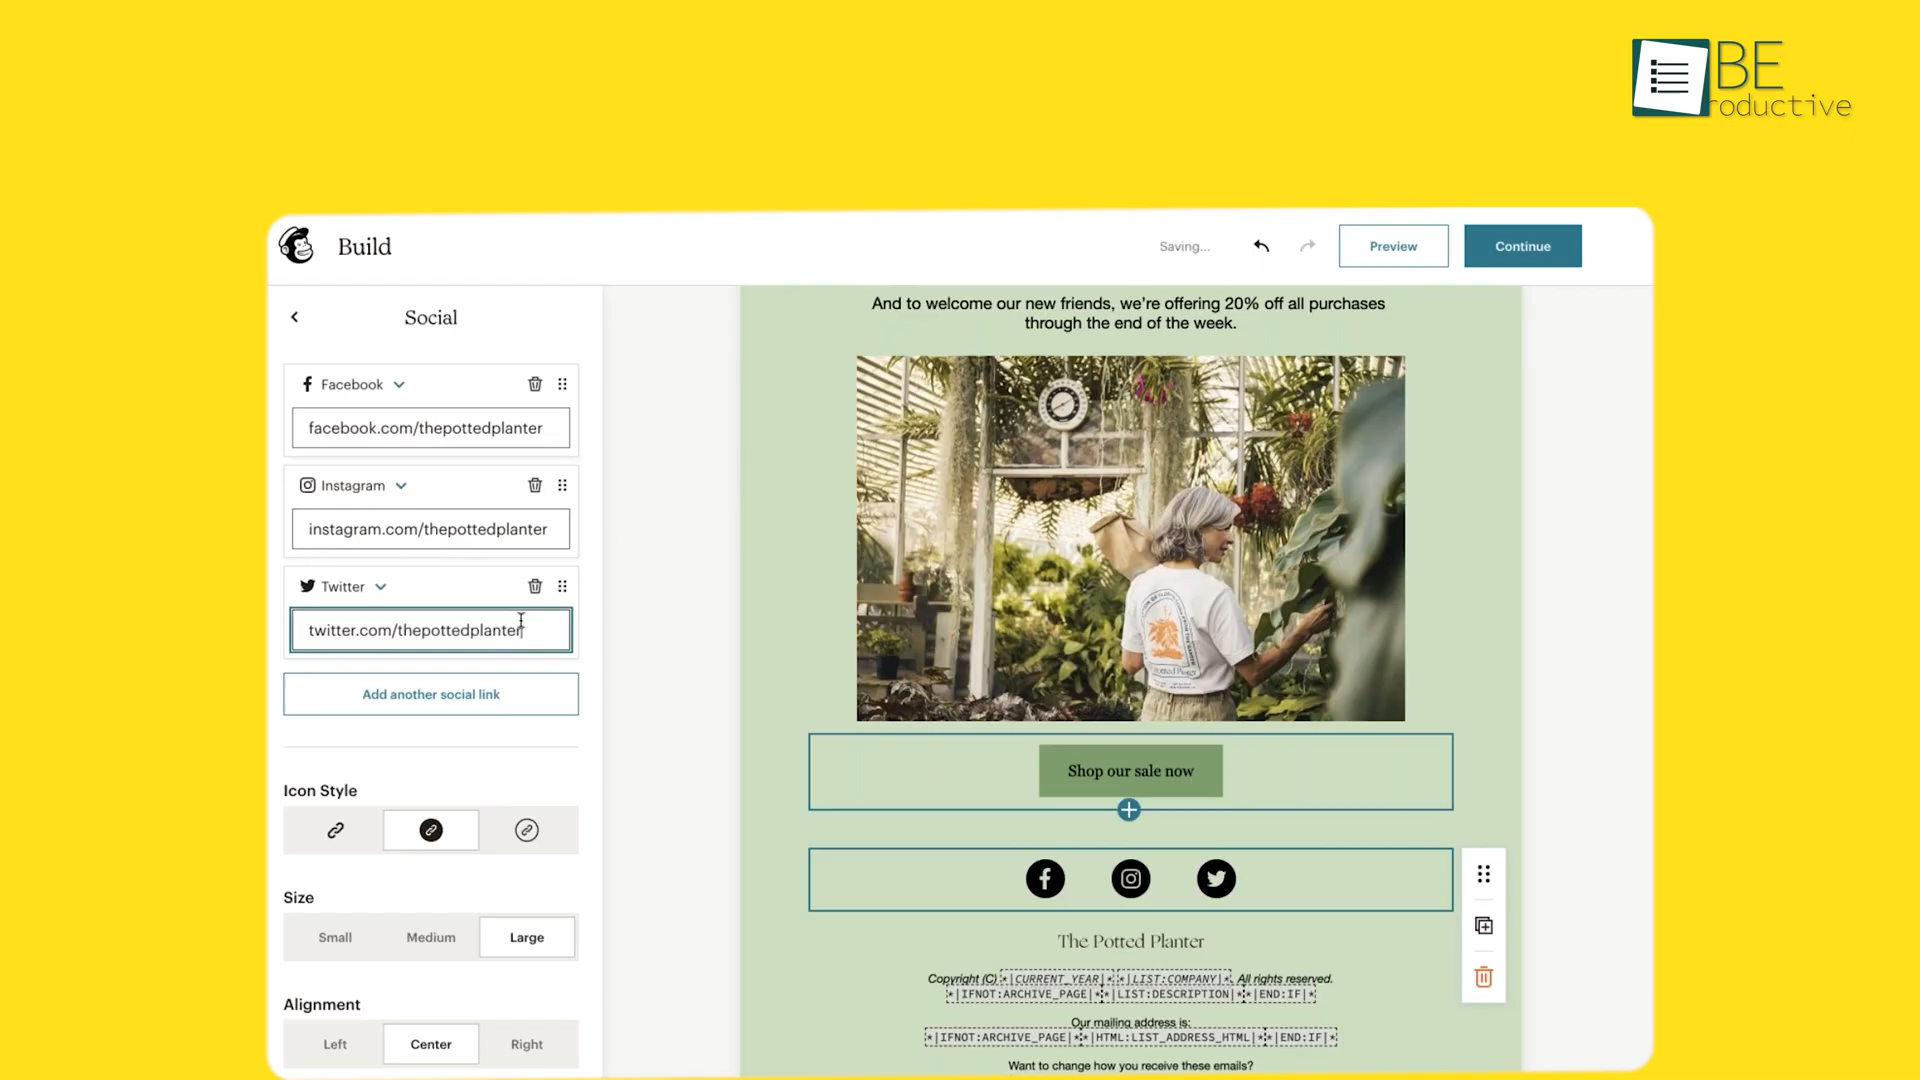 BE
roductive
Build
Saving...
Preview
Continue
Social
Facebook
facebook.com/thepottedplanter
Instagram
instagram.com/thepottedplanter
Twitter
twitter.com/thepottedplanter
Add another social link
Icon Style
Size
Small
Medium
Large
Alignment
Left
Center
Right
And to welcome our new friends, we’re offering 20% off all purchases
through the end of the week.
Shop our sale now
The Potted Planter
Copyright (C) *|CURRENT_YEAR|* *|LIST:COMPANY|*. All rights reserved.
*|IFNOT:ARCHIVE_PAGE|* *|LIST:DESCRIPTION|* *|END:IF|*
Our mailing address is:
*|IFNOT:ARCHIVE_PAGE|* *|HTML:LIST_ADDRESS_HTML|* *|END:IF|*
Want to change how you receive these emails?